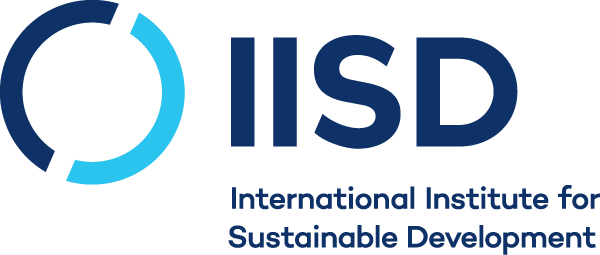 IISD
International Institute for
Sustainable Development